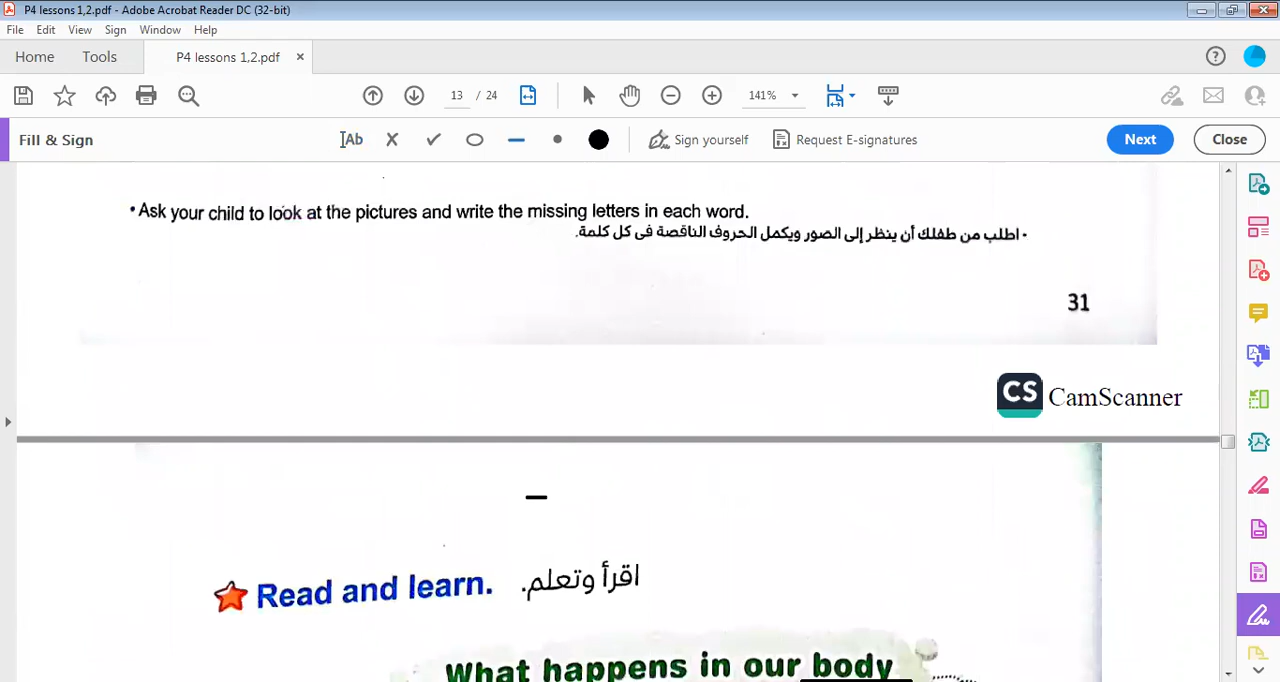 P4 lessons 1,2.pdf - Adobe Acrobat Reader DC (32-bit)
File Edit View Sign Window Help
Home Tools P4 lessons 1,2.pdf ×
13 / 24 141%
Fill & Sign Ab Sign yourself Request E-signatures Next Close
• Ask your child to look at the pictures and write the missing letters in each word.
• اطلب من طفلك أن ينظر إلى الصور ويكمل الحروف الناقصة فى كل كلمة.
31
CS CamScanner
Read and learn. اقرأ وتعلم.
What happens in our body